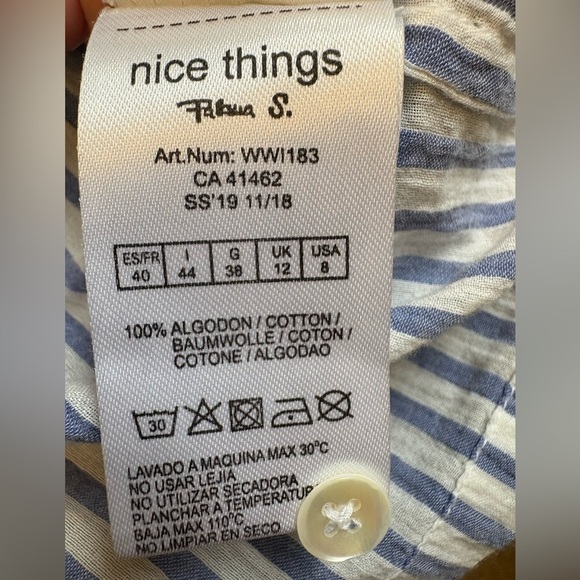 nice things
Paloma S.
Art.Num: WWI183
CA 41462
SS'19 11/18
ES/FR I G UK USA
40 44 38 12 8
100% ALGODON / COTTON /
BAUMWOLLE / COTON /
COTONE / ALGODAO
30
LAVADO A MAQUINA MAX 30°C
NO USAR LEJIA
NO UTILIZAR SECADORA
PLANCHAR A TEMPERATUR
BAJA MAX 110°C
NO LIMPIAR EN SECO